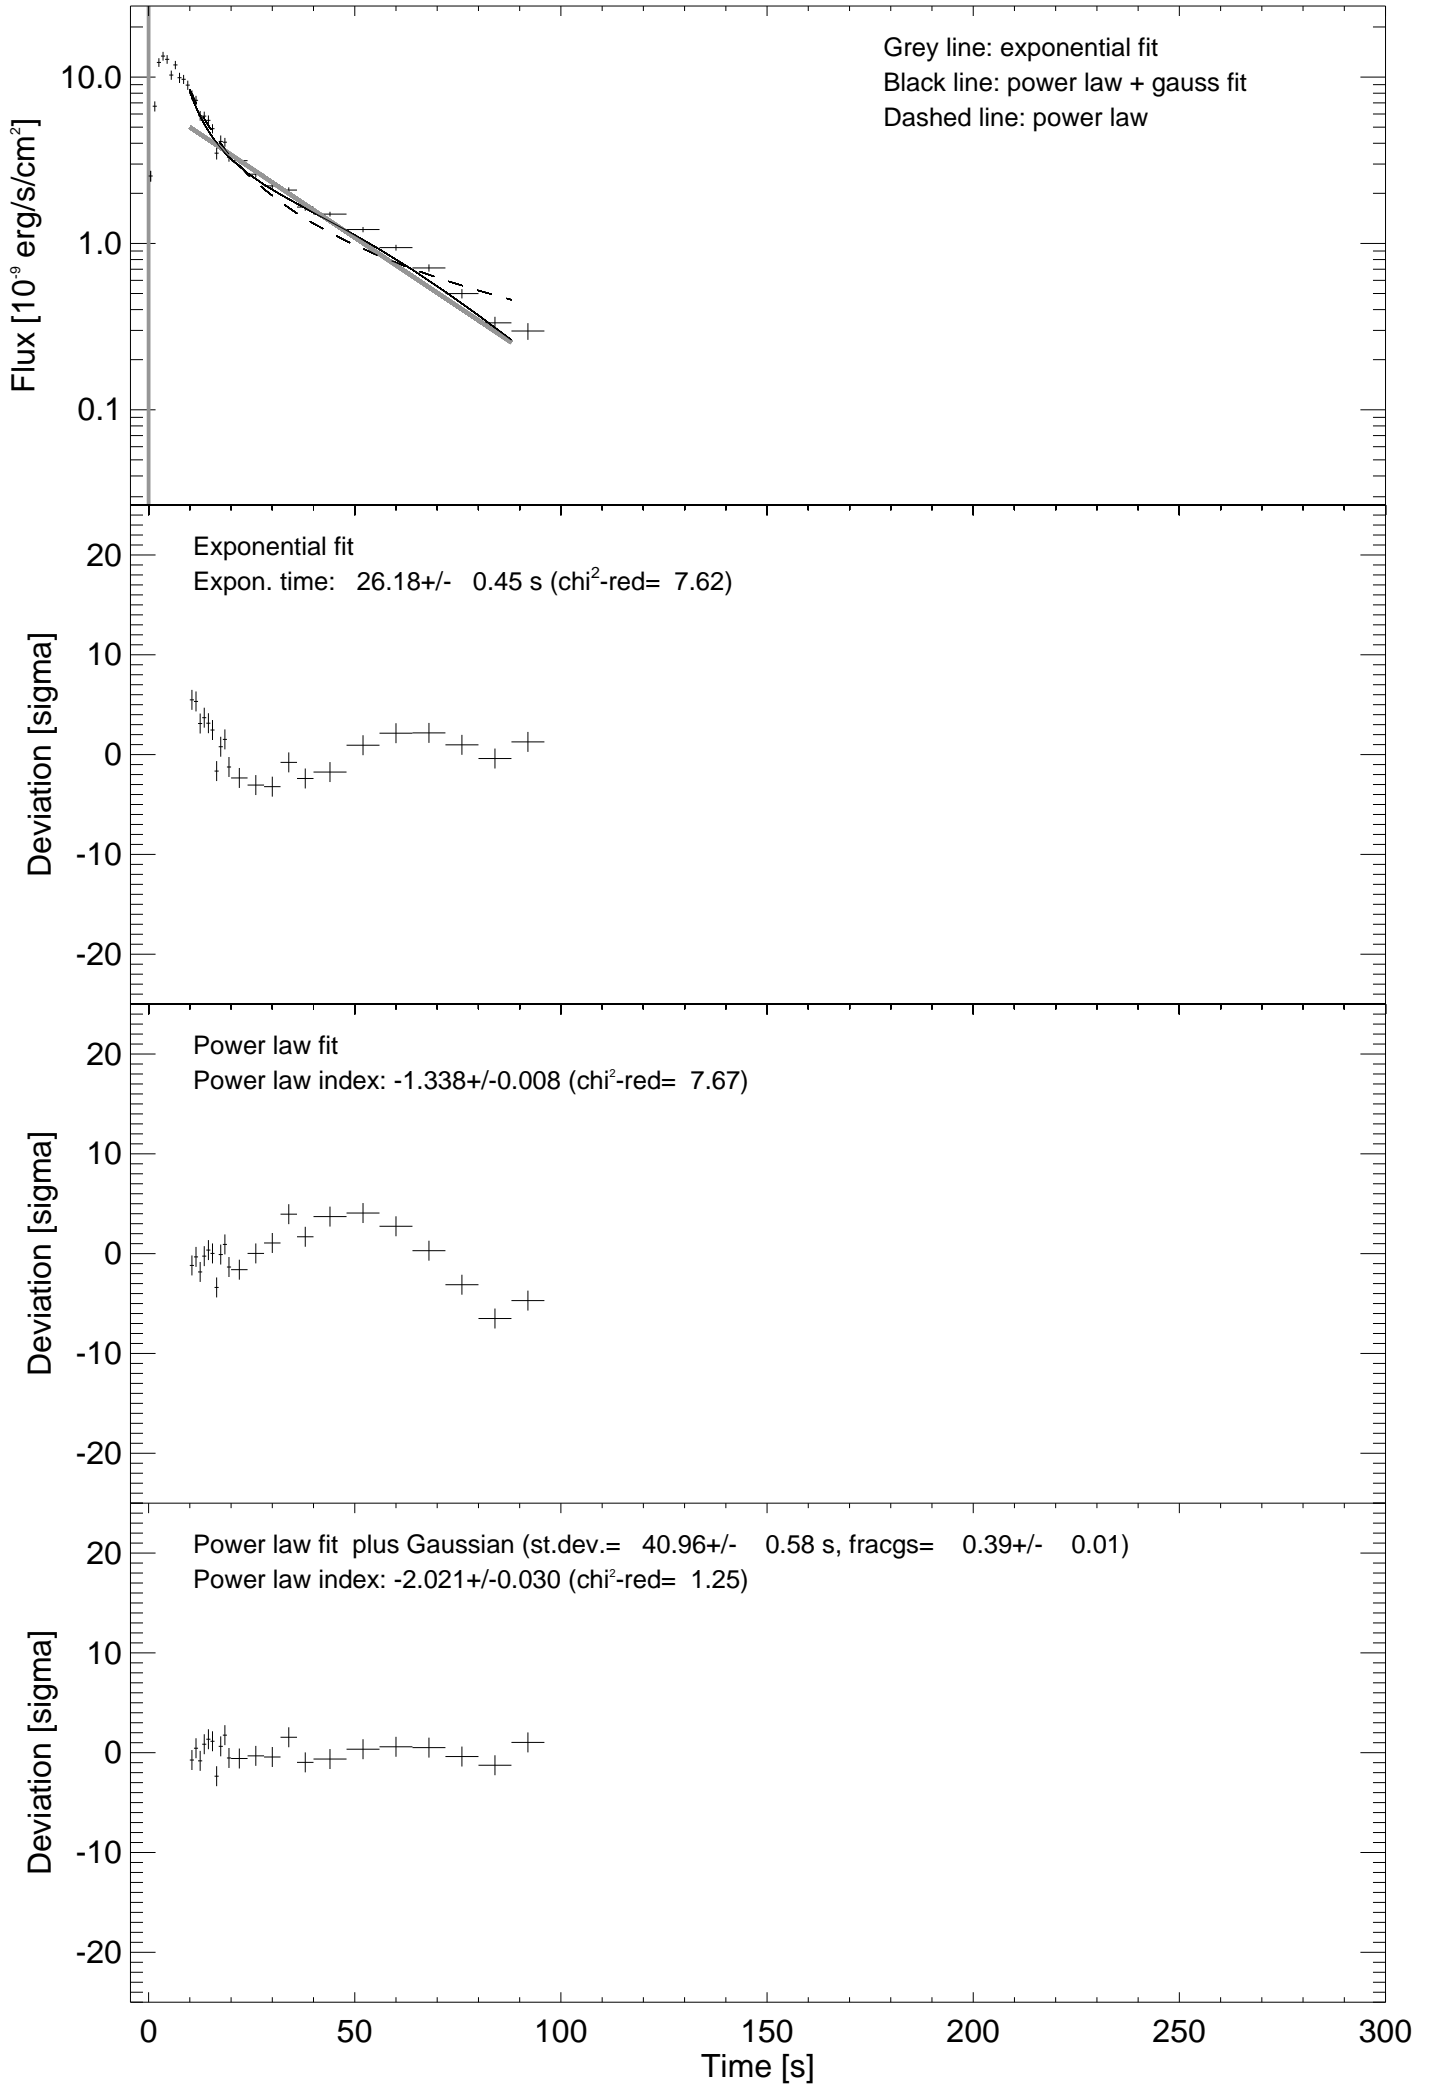 Grey line: exponential fit
Black line: power law + gauss fit
Dashed line: power law
10.0
1.0
0.1
Flux [10⁻⁹ erg/s/cm²]
Exponential fit
Expon. time: 26.18+/- 0.45 s (chi²-red= 7.62)
20
10
0
-10
-20
Deviation [sigma]
Power law fit
Power law index: -1.338+/-0.008 (chi²-red= 7.67)
20
10
0
-10
-20
Deviation [sigma]
Power law fit plus Gaussian (st.dev.= 40.96+/- 0.58 s, fracgs= 0.39+/- 0.01)
Power law index: -2.021+/-0.030 (chi²-red= 1.25)
20
10
0
-10
-20
Deviation [sigma]
0 50 100 150 200 250 300
Time [s]